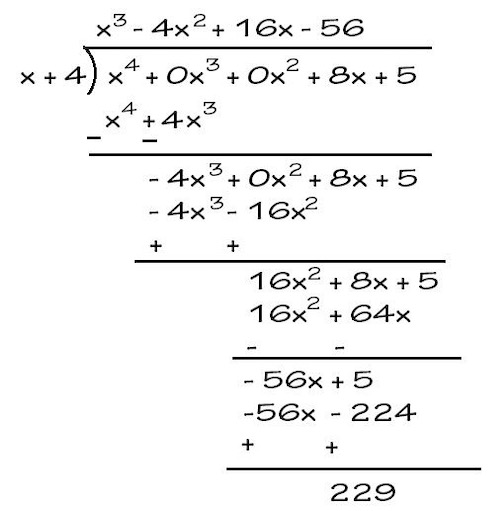 x³ - 4x² + 16x - 56
x + 4) x⁴ + 0x³ + 0x² + 8x + 5
x⁴ + 4x³
- -
- 4x³ + 0x² + 8x + 5
- 4x³ - 16x²
+ +
16x² + 8x + 5
16x² + 64x
- -
- 56x + 5
-56x - 224
+ +
229